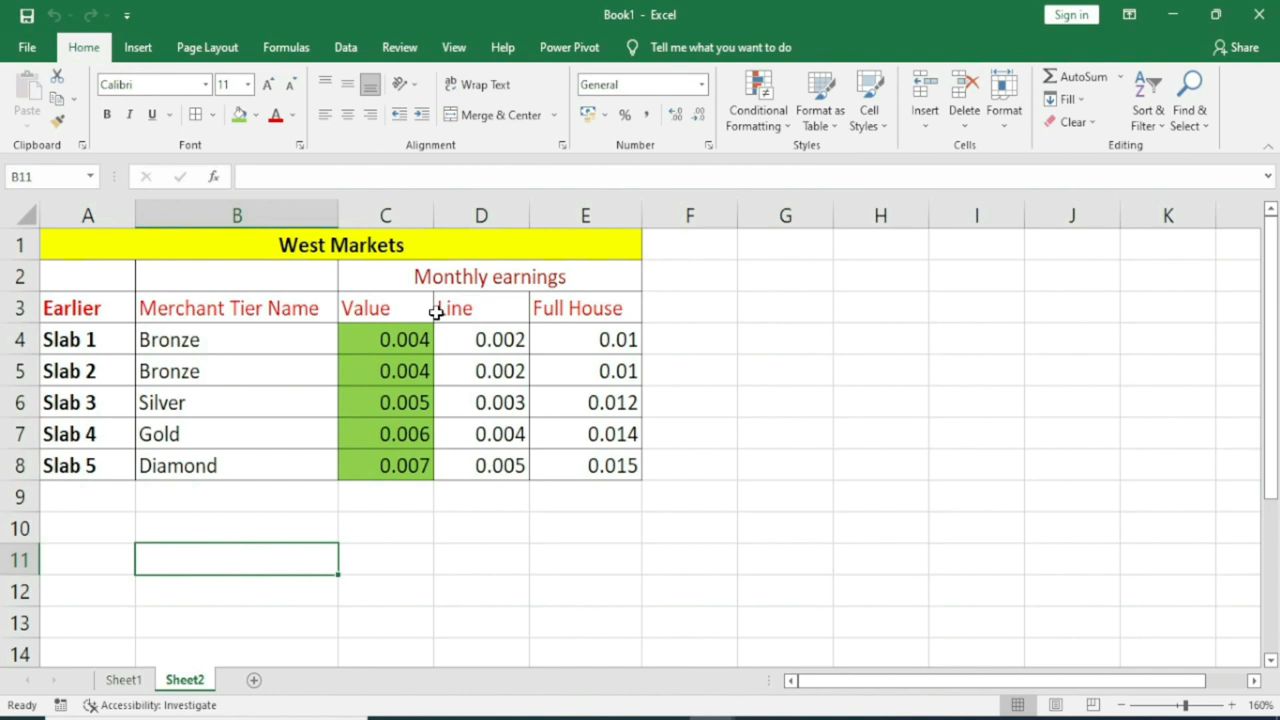 Book1 - Excel
Sign in
File Home Insert Page Layout Formulas Data Review View Help Power Pivot Tell me what you want to do Share
Calibri 11 Wrap Text General AutoSum
Paste Conditional Format as Cell Insert Delete Format Fill Sort & Find &
B I U A Merge & Center % Formatting Table Styles Clear Filter Select
Clipboard Font Alignment Number Styles Cells Editing
B11 fx
A B C D E F G H I J K
1 West Markets
2 Monthly earnings
3 Earlier Merchant Tier Name Value Line Full House
4 Slab 1 Bronze 0.004 0.002 0.01
5 Slab 2 Bronze 0.004 0.002 0.01
6 Slab 3 Silver 0.005 0.003 0.012
7 Slab 4 Gold 0.006 0.004 0.014
8 Slab 5 Diamond 0.007 0.005 0.015
9
10
11
12
13
14
Sheet1 Sheet2
Ready Accessibility: Investigate 160%